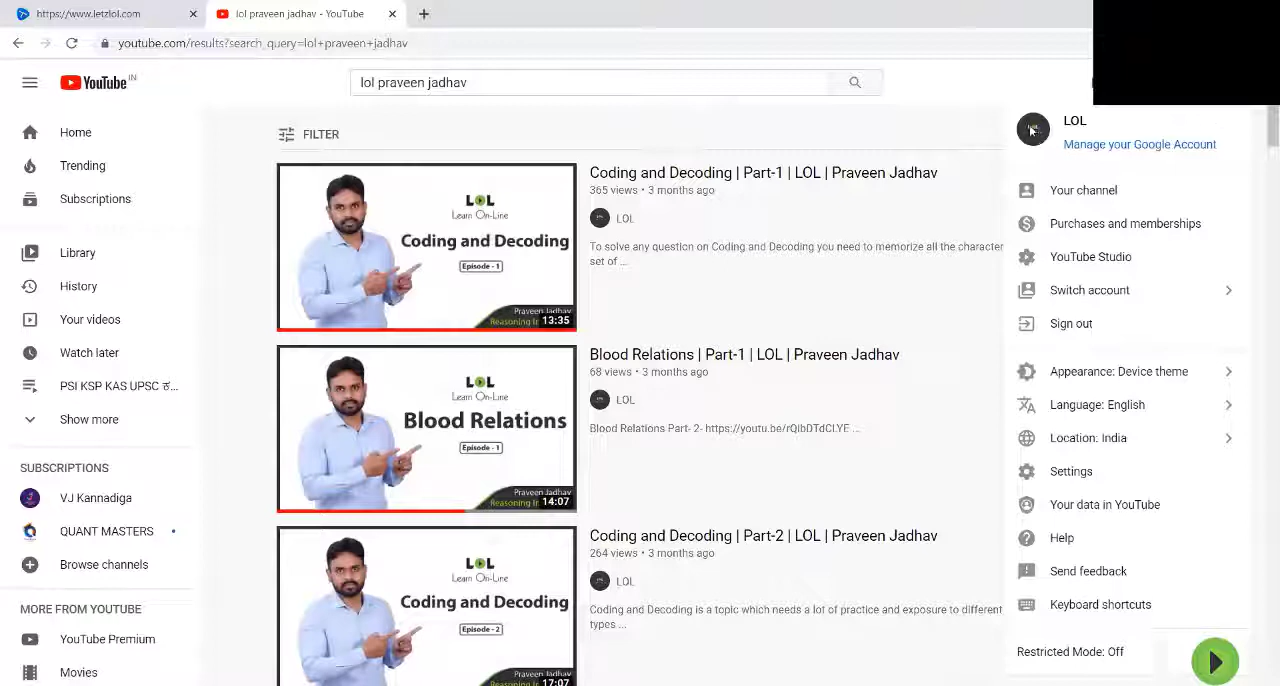 https://www.letzlol.com
lol praveen jadhav - YouTube
youtube.com/results?search_query=lol+praveen+jadhav
YouTube IN
lol praveen jadhav
Home
Trending
Subscriptions
Library
History
Your videos
Watch later
PSI KSP KAS UPSC ಕ...
Show more
SUBSCRIPTIONS
VJ Kannadiga
QUANT MASTERS
Browse channels
MORE FROM YOUTUBE
YouTube Premium
Movies
FILTER
LOL
Learn On-Line
Coding and Decoding
Episode - 1
Praveen Jadhav
Reasoning
13:35
Coding and Decoding | Part-1 | LOL | Praveen Jadhav
365 views • 3 months ago
LOL
To solve any question on Coding and Decoding you need to memorize all the character
set of ...
LOL
Learn On-Line
Blood Relations
Episode - 1
Praveen Jadhav
Reasoning
14:07
Blood Relations | Part-1 | LOL | Praveen Jadhav
68 views • 3 months ago
LOL
Blood Relations Part- 2- https://youtu.be/rQlbDTdCLYE ...
LOL
Learn On-Line
Coding and Decoding
Episode - 2
Praveen Jadhav
17:07
Coding and Decoding | Part-2 | LOL | Praveen Jadhav
264 views • 3 months ago
LOL
Coding and Decoding is a topic which needs a lot of practice and exposure to different
types ...
LOL
Manage your Google Account
Your channel
Purchases and memberships
YouTube Studio
Switch account
Sign out
Appearance: Device theme
Language: English
Location: India
Settings
Your data in YouTube
Help
Send feedback
Keyboard shortcuts
Restricted Mode: Off